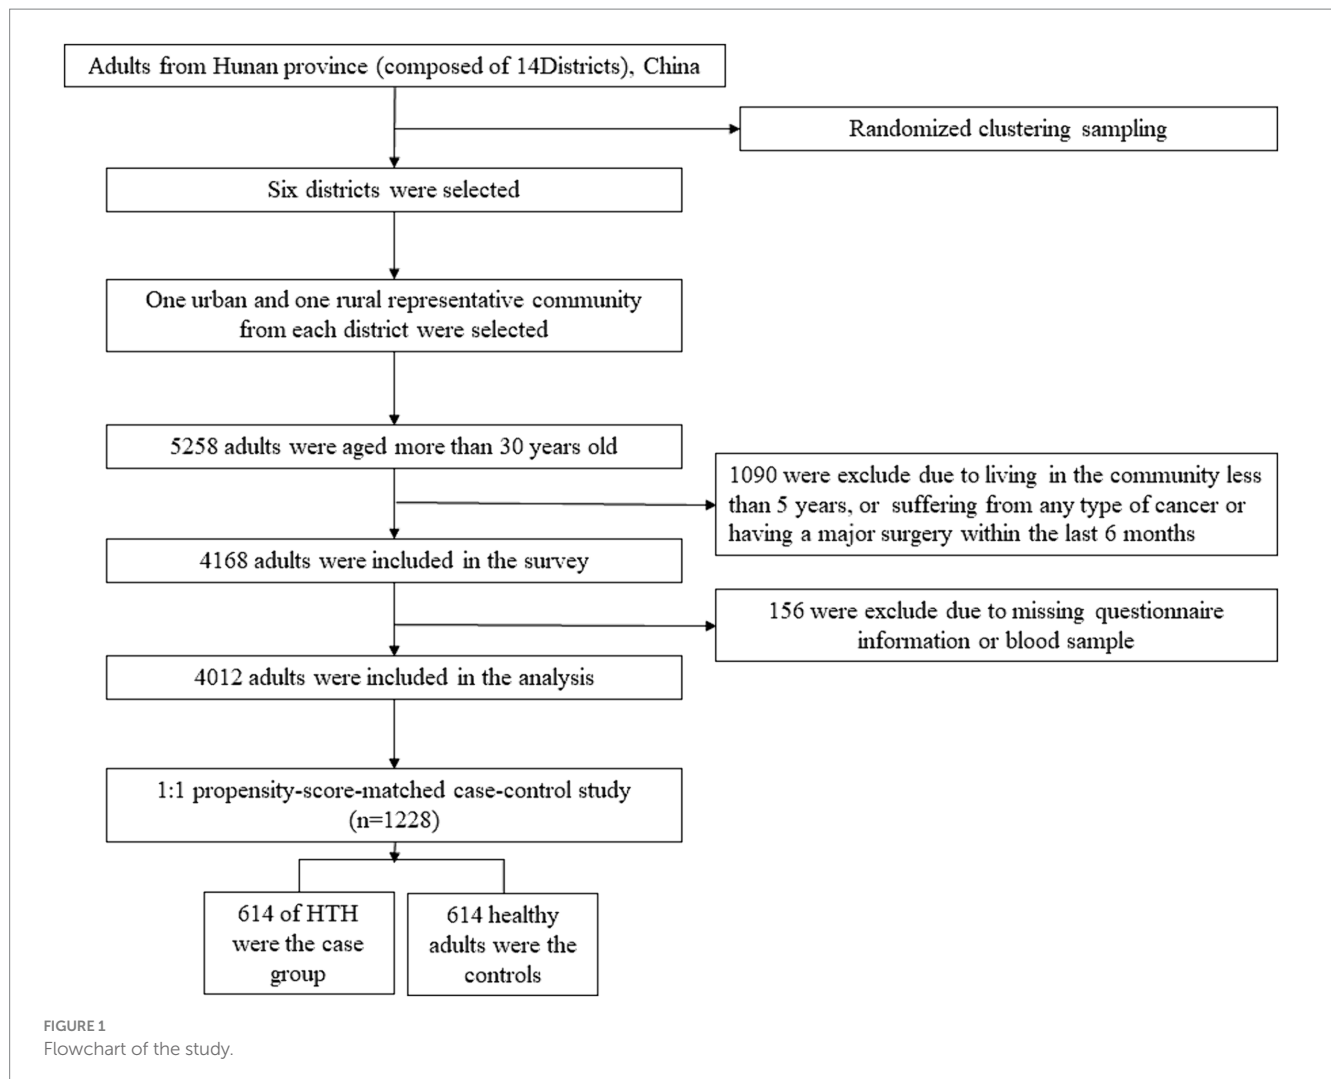 Adults from Hunan province (composed of 14Districts), China
Randomized clustering sampling
Six districts were selected
One urban and one rural representative community
from each district were selected
5258 adults were aged more than 30 years old
1090 were exclude due to living in the community less
than 5 years, or suffering from any type of cancer or
having a major surgery within the last 6 months
4168 adults were included in the survey
156 were exclude due to missing questionnaire
information or blood sample
4012 adults were included in the analysis
1:1 propensity-score-matched case-control study
(n=1228)
614 of HTH
were the case
group
614 healthy
adults were the
controls
FIGURE 1
Flowchart of the study.